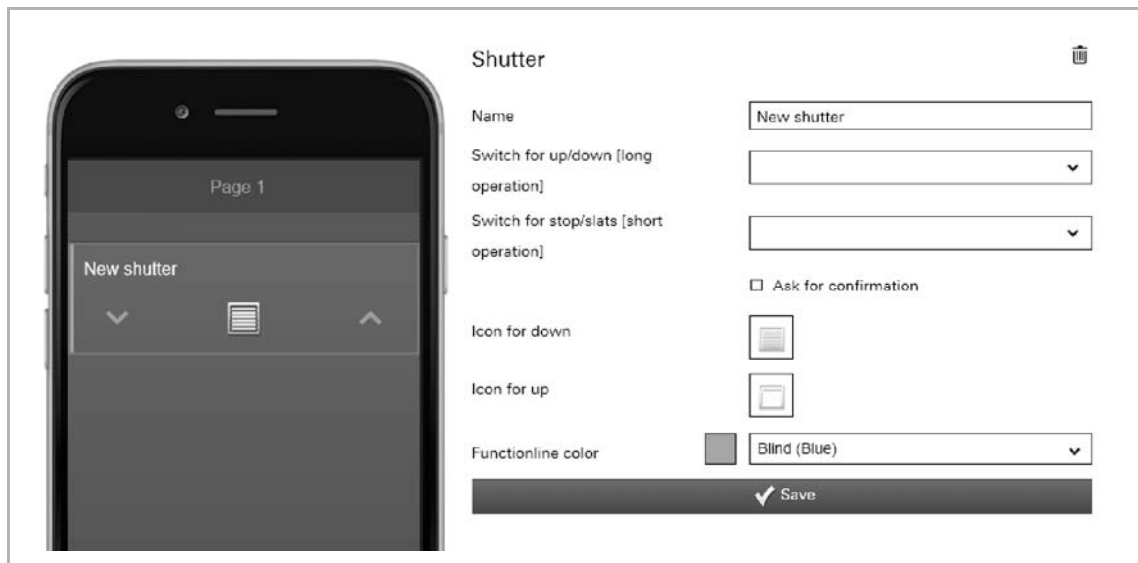 Shutter
Name
New shutter
Switch for up/down [long
operation]
Switch for stop/slats [short
operation]
Ask for confirmation
Icon for down
Icon for up
Functionline color
Blind (Blue)
Save
Page 1
New shutter